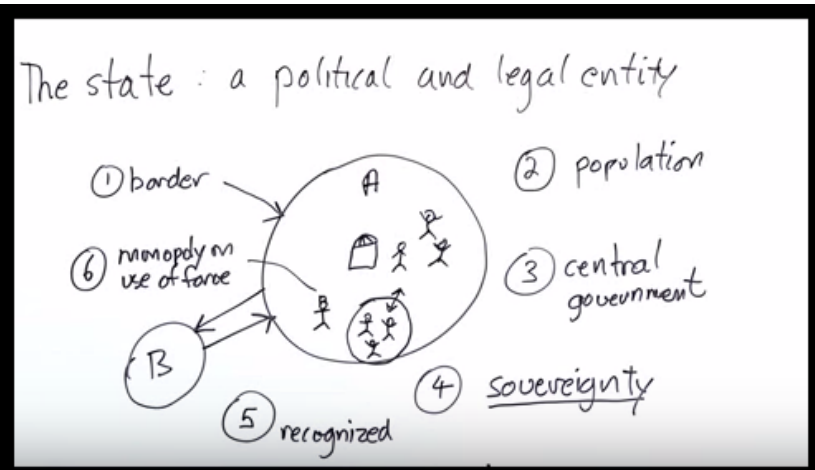 The state : a political and legal entity
① border
A
② population
⑥ monopoly on
use of force
③ central
government
B
④ sovereignty
⑤ recognized